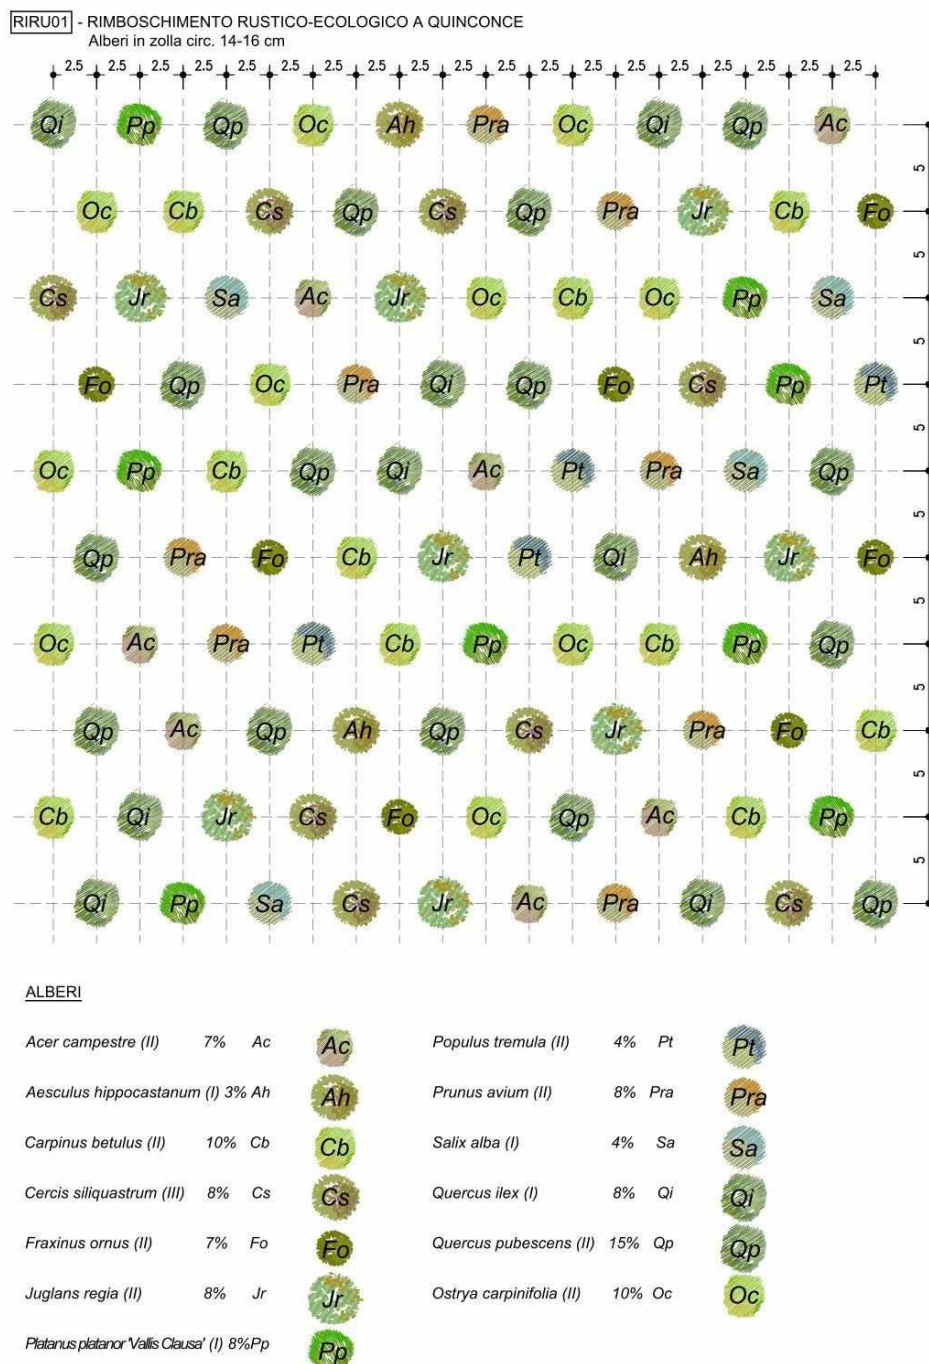 RIRU01 - RIMBOSCHIMENTO RUSTICO-ECOLOGICO A QUINCONCE
Alberi in zolla circ. 14-16 cm
2.5 2.5 2.5 2.5 2.5 2.5 2.5 2.5 2.5 2.5 2.5 2.5 2.5 2.5 2.5 2.5 2.5 2.5 2.5
Qi Pp Qp Oc Ah Pra Oc Qi Qp Ac
5
Oc Cb Cs Qp Cs Qp Pra Jr Cb Fo
5
Cs Jr Sa Ac Jr Oc Cb Oc Pp Sa
5
Fo Qp Oc Pra Qi Qp Fo Cs Pp Pt
5
Oc Pp Cb Qp Qi Ac Pt Pra Sa Qp
5
Qp Pra Fo Cb Jr Pt Qi Ah Jr Fo
5
Oc Ac Pra Pt Cb Pp Oc Cb Pp Qp
5
Qp Ac Qp Ah Qp Cs Jr Pra Fo Cb
5
Cb Qi Jr Cs Fo Oc Qp Ac Cb Pp
5
Qi Pp Sa Cs Jr Ac Pra Qi Cs Qp
ALBERI
Acer campestre (II) 7% Ac Ac
Aesculus hippocastanum (I) 3% Ah Ah
Carpinus betulus (II) 10% Cb Cb
Cercis siliquastrum (III) 8% Cs Cs
Fraxinus ornus (II) 7% Fo Fo
Juglans regia (II) 8% Jr Jr
Platanus platanor 'Vallis Clausa' (I) 8% Pp Pp
Populus tremula (II) 4% Pt Pt
Prunus avium (II) 8% Pra Pra
Salix alba (I) 4% Sa Sa
Quercus ilex (I) 8% Qi Qi
Quercus pubescens (II) 15% Qp Qp
Ostrya carpinifolia (II) 10% Oc Oc